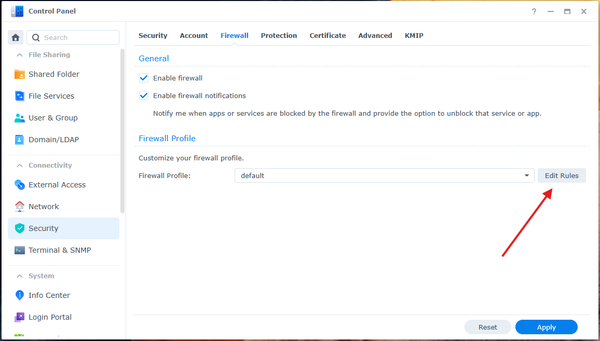 Control Panel
Search
Security Account Firewall Protection Certificate Advanced KMIP
File Sharing
Shared Folder
File Services
User & Group
Domain/LDAP
Connectivity
External Access
Network
Security
Terminal & SNMP
System
Info Center
Login Portal
General
Enable firewall
Enable firewall notifications
Notify me when apps or services are blocked by the firewall and provide the option to unblock that service or app.
Firewall Profile
Customize your firewall profile.
Firewall Profile: default Edit Rules
Reset Apply